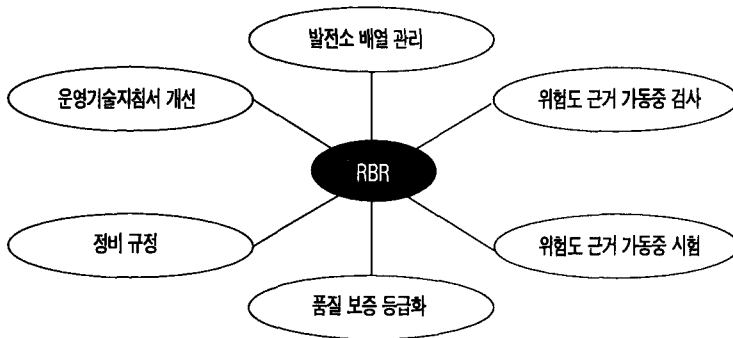 발전소 배열 관리
운영기술지침서 개선
위험도 근거 가동중 검사
RBR
정비 규정
위험도 근거 가동중 시험
품질 보증 등급화